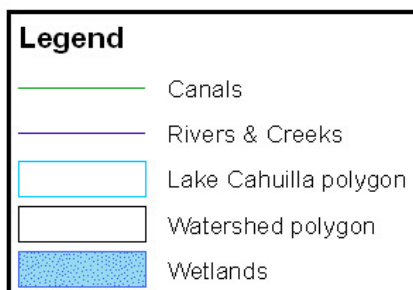 Legend
Canals
Rivers & Creeks
Lake Cahuilla polygon
Watershed polygon
Wetlands